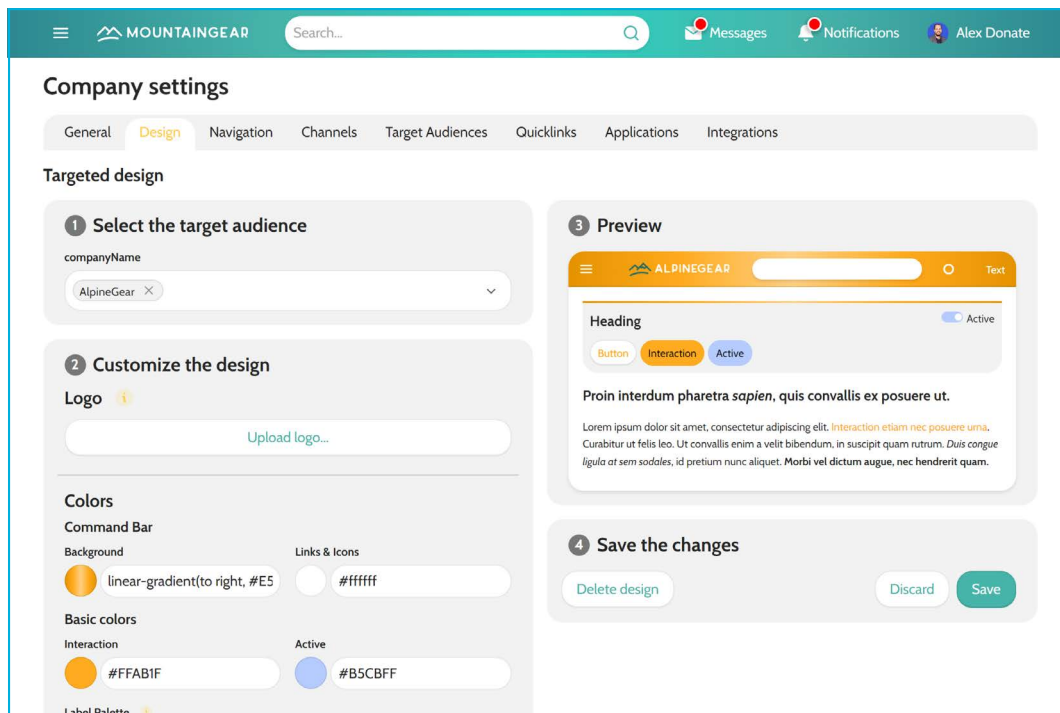 MOUNTAINGEAR Search... Messages Notifications Alex Donate
Company settings
General Design Navigation Channels Target Audiences Quicklinks Applications Integrations
Targeted design
1 Select the target audience
companyName
AlpineGear ×
2 Customize the design
Logo i
Upload logo...
Colors
Command Bar
Background Links & Icons
linear-gradient(to right, #E5 #ffffff
Basic colors
Interaction Active
#FFAB1F #B5CBFF
Label Palette i
3 Preview
ALPINEGEAR Text
Heading Active
Button Interaction Active
Proin interdum pharetra sapien, quis convallis ex posuere ut.
Lorem ipsum dolor sit amet, consectetur adipiscing elit. Interaction etiam nec posuere urna.
Curabitur ut felis leo. Ut convallis enim a velit bibendum, in suscipit quam rutrum. Duis congue
ligula at sem sodales, id pretium nunc aliquet. Morbi vel dictum augue, nec hendrerit quam.
4 Save the changes
Delete design Discard Save